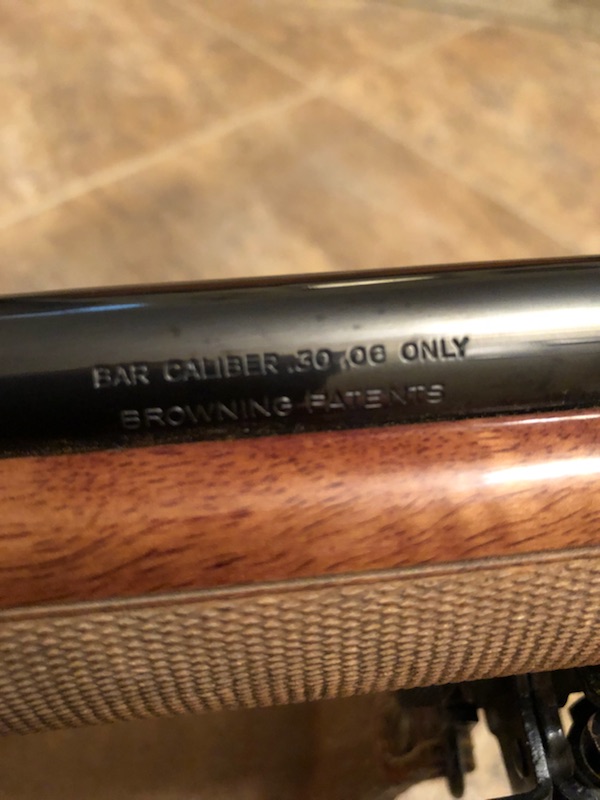 BAR CALIBER .30-06 ONLY
BROWNING PATENTS